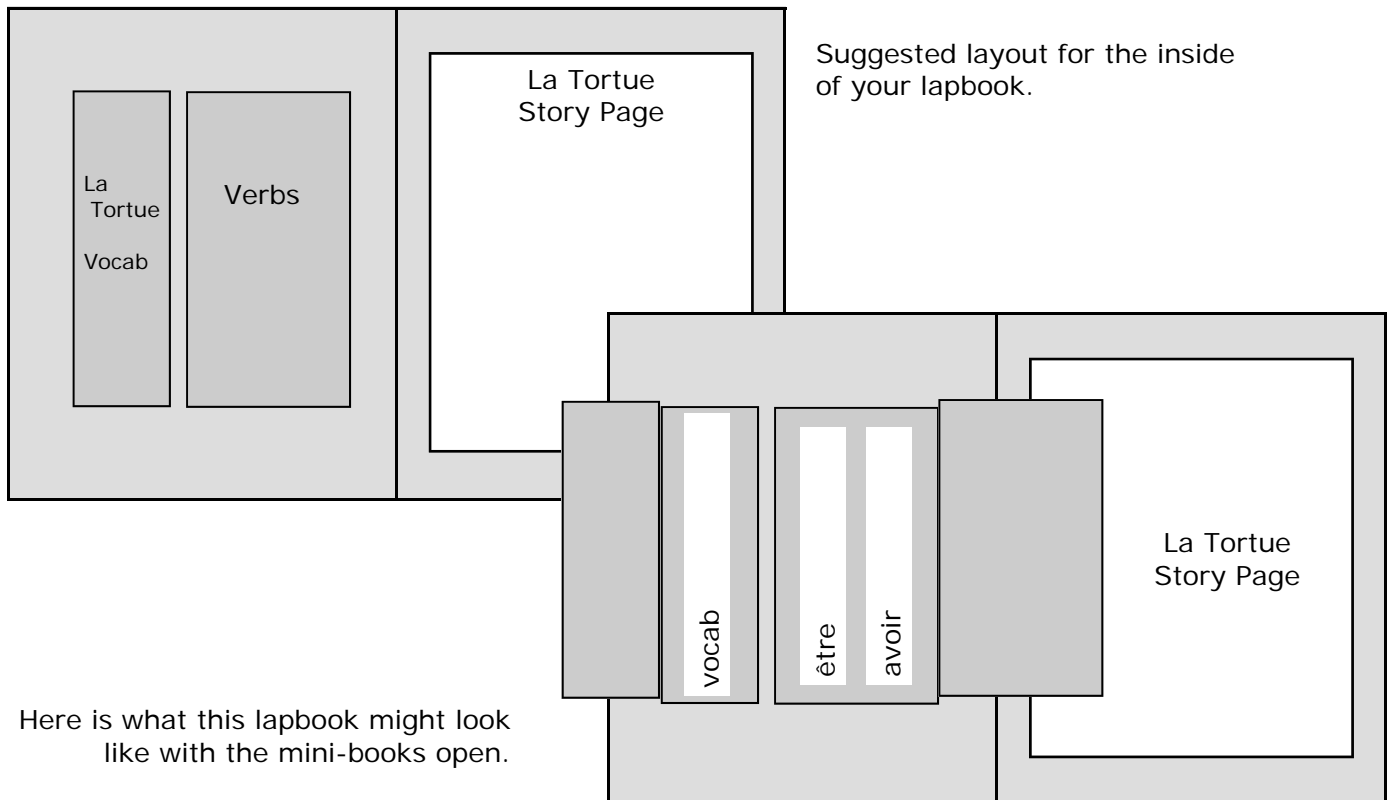 La Tortue
Story Page
Suggested layout for the inside
of your lapbook.
La
Tortue
Vocab
Verbs
vocab
être
avoir
La Tortue
Story Page
Here is what this lapbook might look
like with the mini-books open.